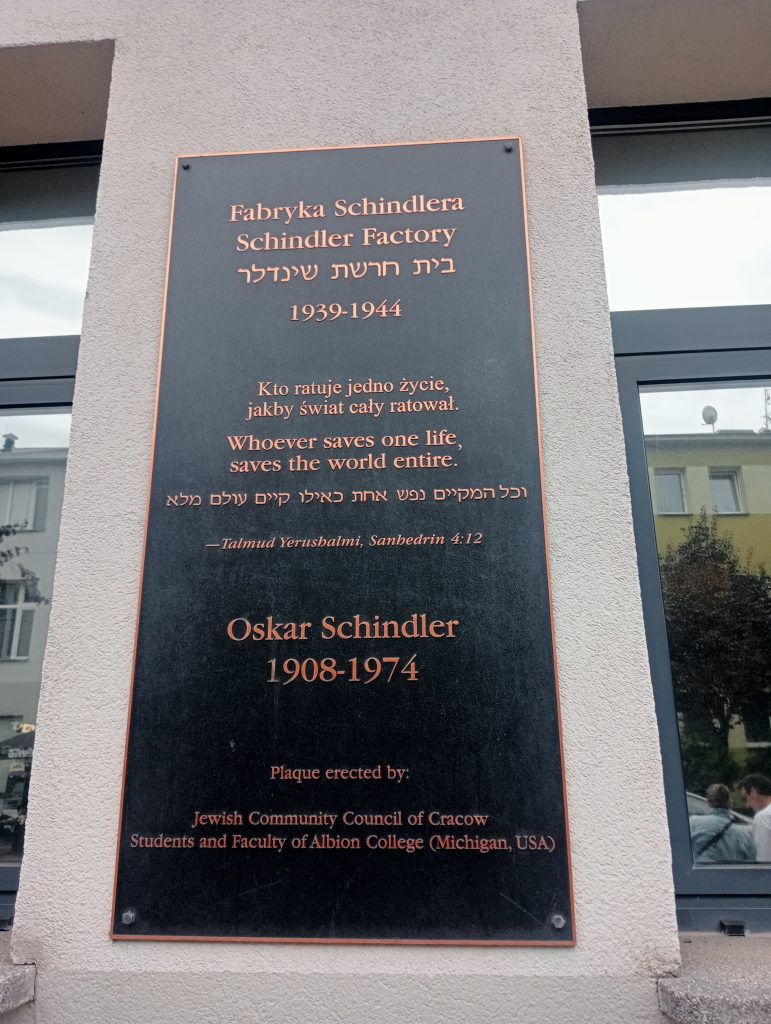 Fabryka Schindlera
Schindler Factory
בית חרשת שינדלר
1939-1944
Kto ratuje jedno życie,
jakby świat cały ratował.
Whoever saves one life,
saves the world entire.
וכל המקיים נפש אחת כאילו קיים עולם מלא
—Talmud Yerushalmi, Sanhedrin 4:12
Oskar Schindler
1908-1974
Plaque erected by:
Jewish Community Council of Cracow
Students and Faculty of Albion College (Michigan, USA)